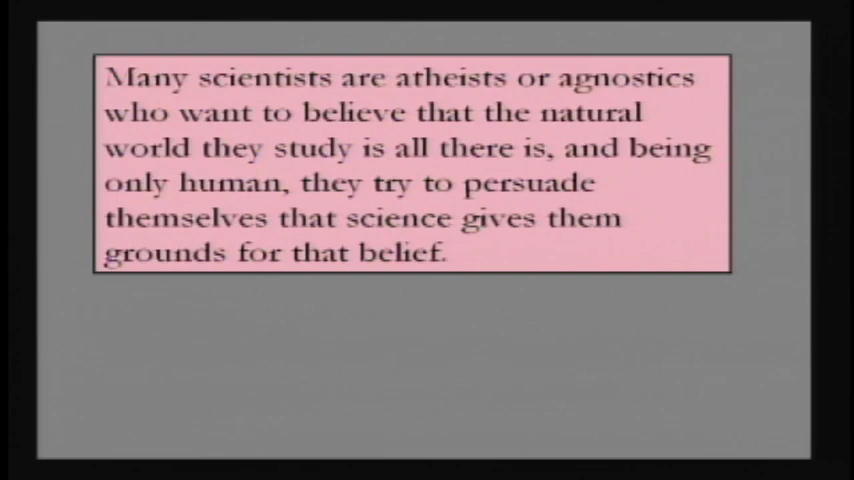 Many scientists are atheists or agnostics
who want to believe that the natural
world they study is all there is, and being
only human, they try to persuade
themselves that science gives them
grounds for that belief.